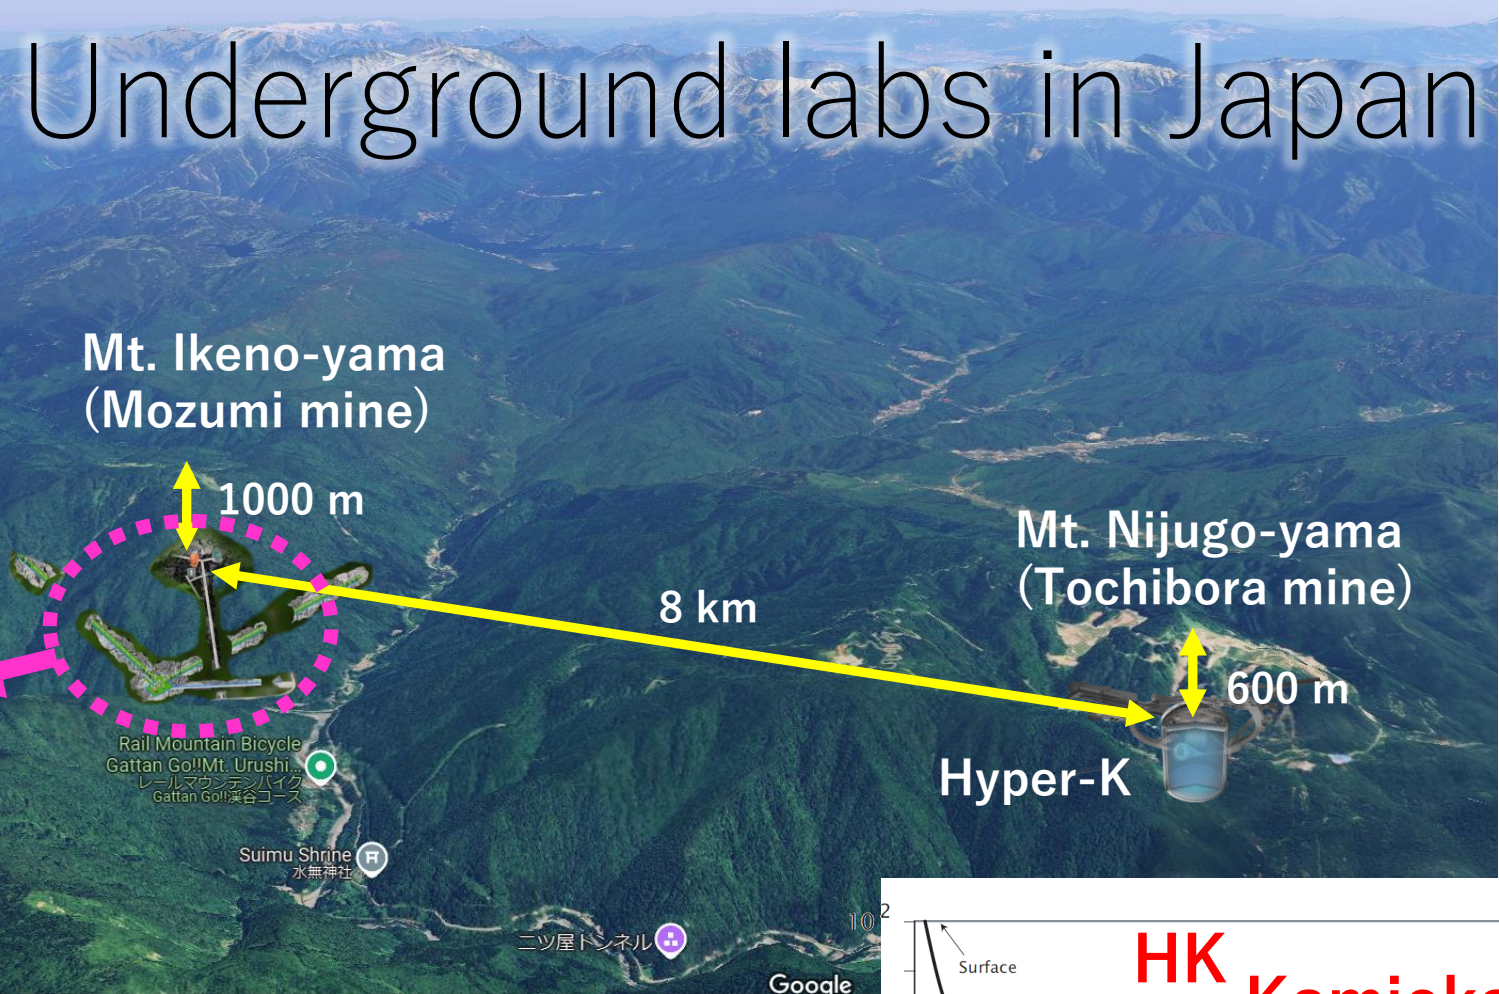 Underground labs in Japan
Mt. Ikeno-yama
(Mozumi mine)
1000 m
Mt. Nijugo-yama
(Tochibora mine)
8 km
600 m
Hyper-K
Rail Mountain Bicycle
Gattan Go!!Mt. Urushi...
レールマウンテンバイク
Gattan Go!!渓谷コース
Suimu Shrine
水無神社
二ツ屋トンネル
Google
10²
Surface
HK